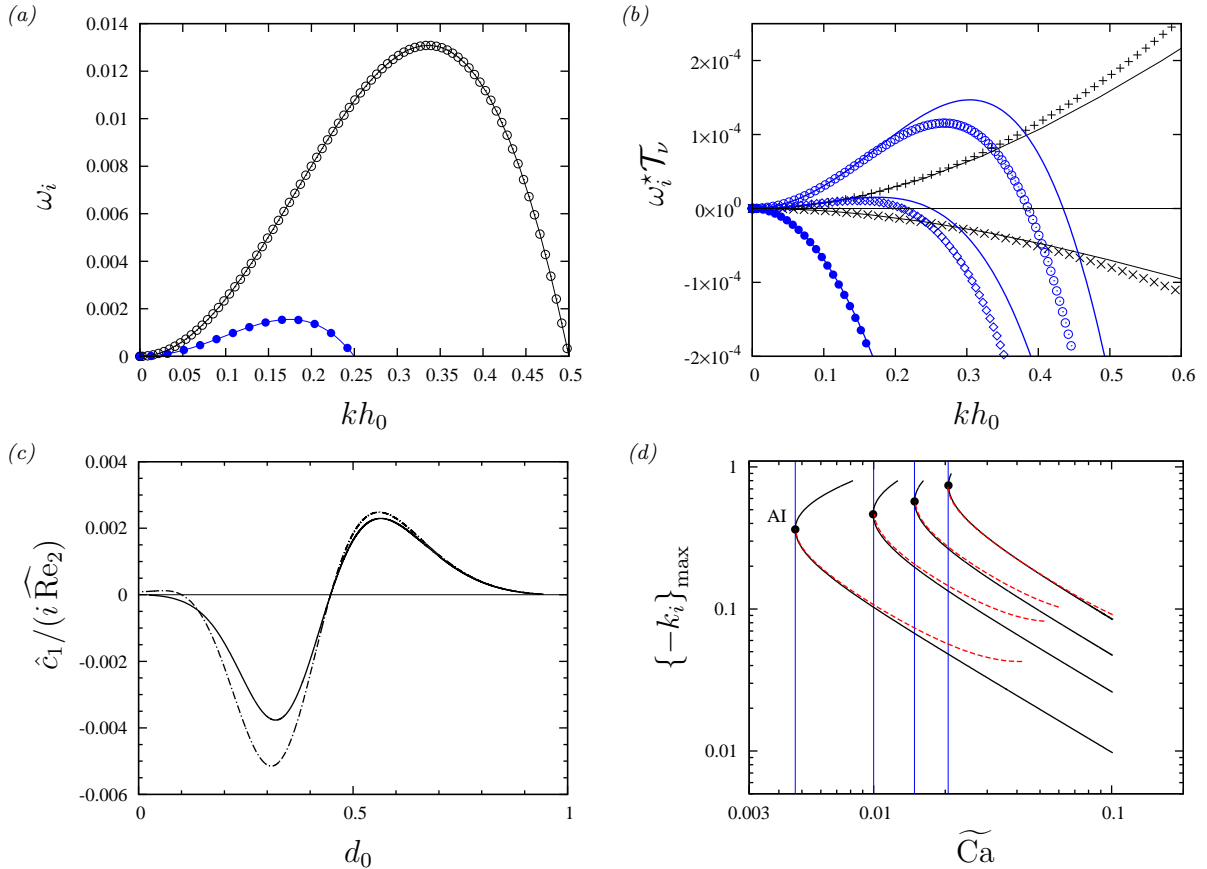 (a)
0.014
0.012
0.01
0.008
0.006
0.004
0.002
0
ω_i
0 0.05 0.1 0.15 0.2 0.25 0.3 0.35 0.4 0.45 0.5
kh_0
(b)
2×10^-4
1×10^-4
0×10^0
-1×10^-4
-2×10^-4
ω_i^⋆ 𝒯_ν
0 0.1 0.2 0.3 0.4 0.5 0.6
kh_0
(c)
0.004
0.002
0
-0.002
-0.004
-0.006
ĉ_1/(i R͡e_2)
0 0.5 1
d_0
(d)
1
0.1
0.01
{−k_i}_max
AI
0.003 0.01 0.1
C͠a